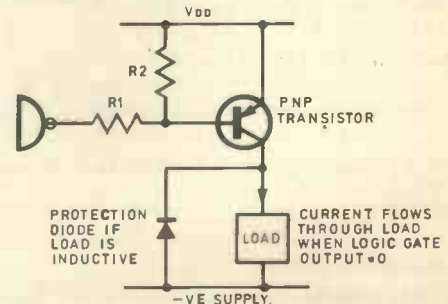 VDD
R2
R1
PNP
TRANSISTOR
PROTECTION
DIODE IF
LOAD IS
INDUCTIVE
LOAD
CURRENT FLOWS
THROUGH LOAD
WHEN LOGIC GATE
OUTPUT=0
-VE SUPPLY.